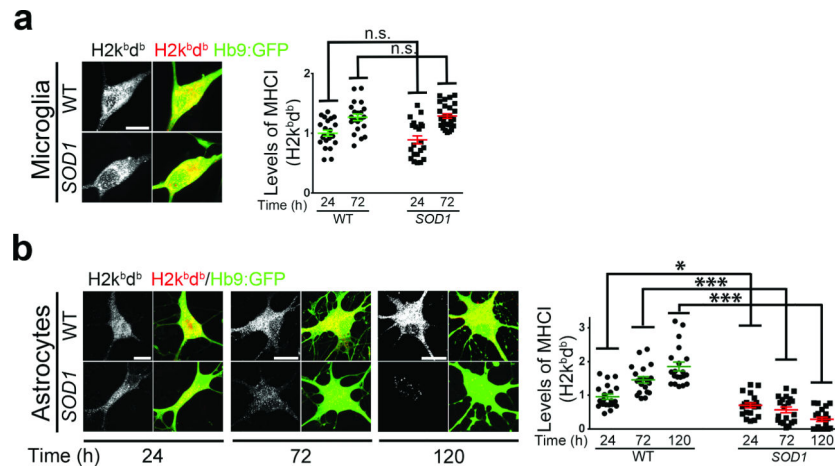 a
H2kᵇdᵇ H2kᵇdᵇ Hb9:GFP
Microglia
WT
SOD1
n.s.
n.s.
Levels of MHCI
(H2kᵇdᵇ)
2
1
0
Time (h) 24 72 24 72
WT SOD1
b
H2kᵇdᵇ H2kᵇdᵇ/Hb9:GFP
Astrocytes
WT
SOD1
Time (h) 24 72 120
*
***
***
Levels of MHCI
(H2kᵇdᵇ)
3
2
1
0
Time (h) 24 72 120 24 72 120
WT SOD1